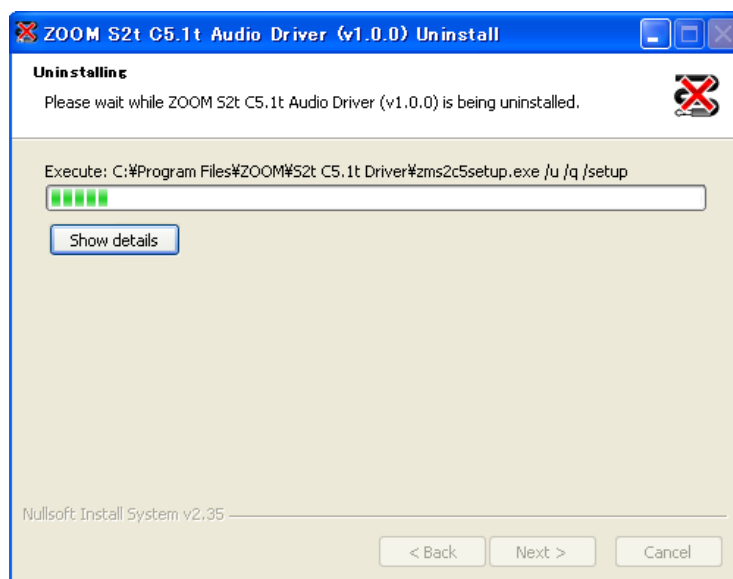 ZOOM S2t C5.1t Audio Driver (v1.0.0) Uninstall
Uninstalling
Please wait while ZOOM S2t C5.1t Audio Driver (v1.0.0) is being uninstalled.
Execute: C:¥Program Files¥ZOOM¥S2t C5.1t Driver¥zms2c5setup.exe /u /q /setup
Show details
Nullsoft Install System v2.35
< Back
Next >
Cancel